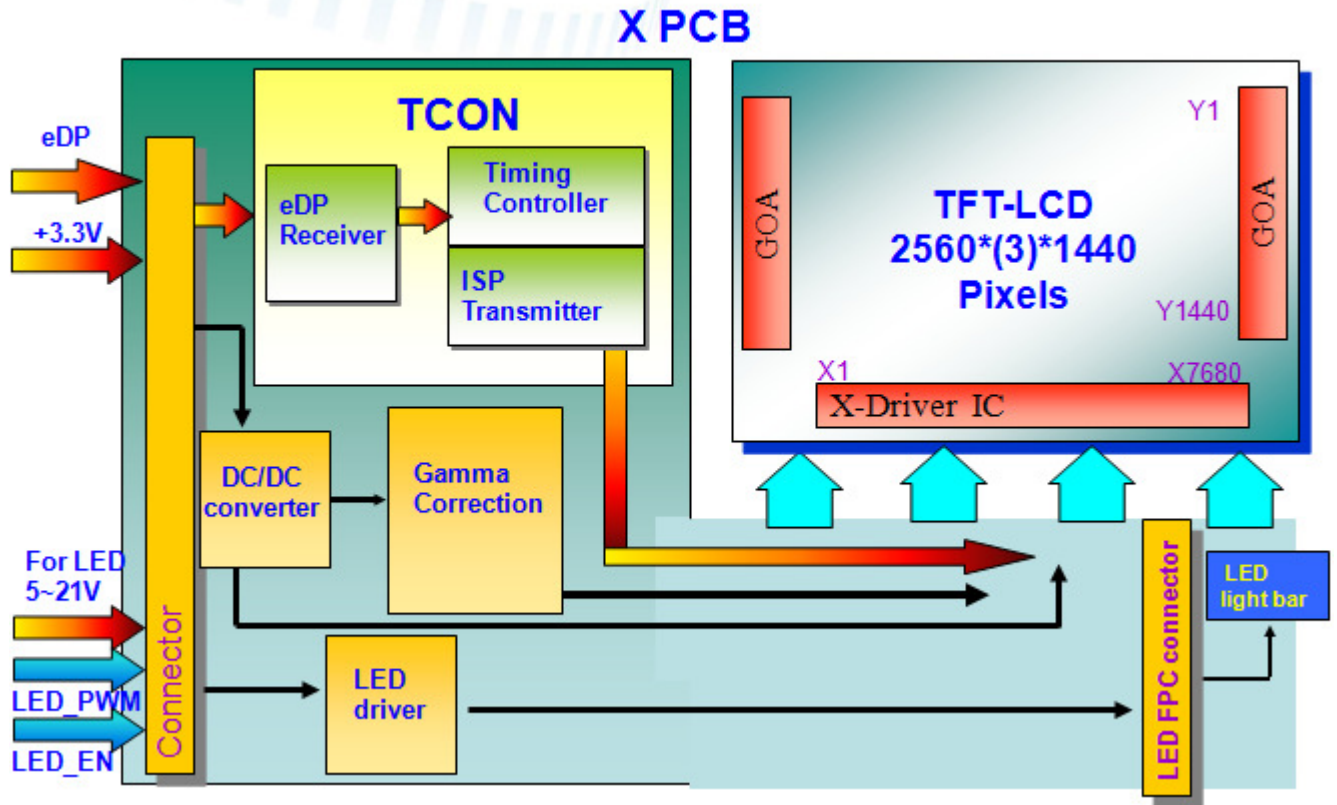 X PCB
TCON
eDP
+3.3V
eDP
Receiver
Timing
Controller
ISP
Transmitter
GOA
Y1
GOA
TFT-LCD
2560*(3)*1440
Pixels
Y1440
X1
X7680
X-Driver IC
DC/DC
converter
Gamma
Correction
For LED
5~21V
LED_PWM
LED_EN
Connector
LED
driver
LED FPC connector
LED
light bar